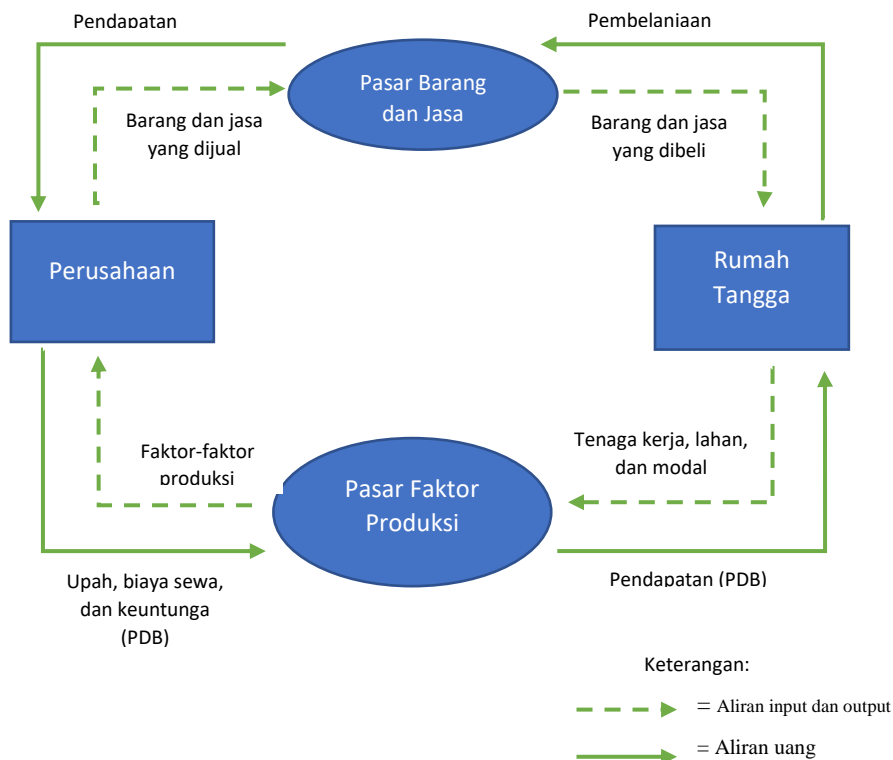 Pendapatan
Pembelanjaan
Pasar Barang
dan Jasa
Barang dan jasa
yang dijual
Barang dan jasa
yang dibeli
Perusahaan
Rumah
Tangga
Faktor-faktor
produksi
Tenaga kerja, lahan,
dan modal
Pasar Faktor
Produksi
Upah, biaya sewa,
dan keuntunga
(PDB)
Pendapatan (PDB)
Keterangan:
= Aliran input dan output
= Aliran uang